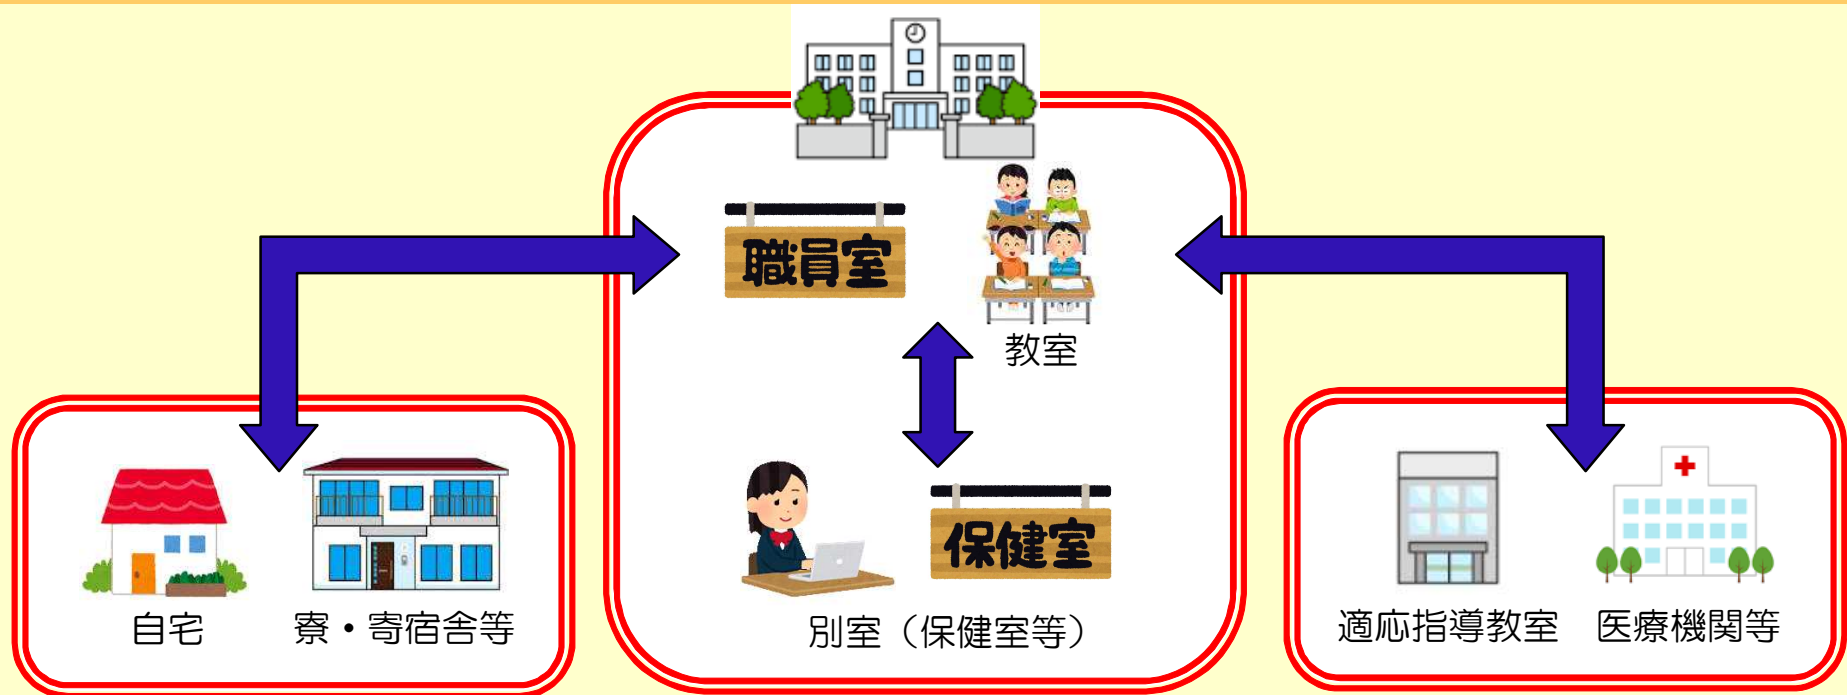 職員室
教室
保健室
自宅
寮・寄宿舎等
別室（保健室等）
適応指導教室
医療機関等